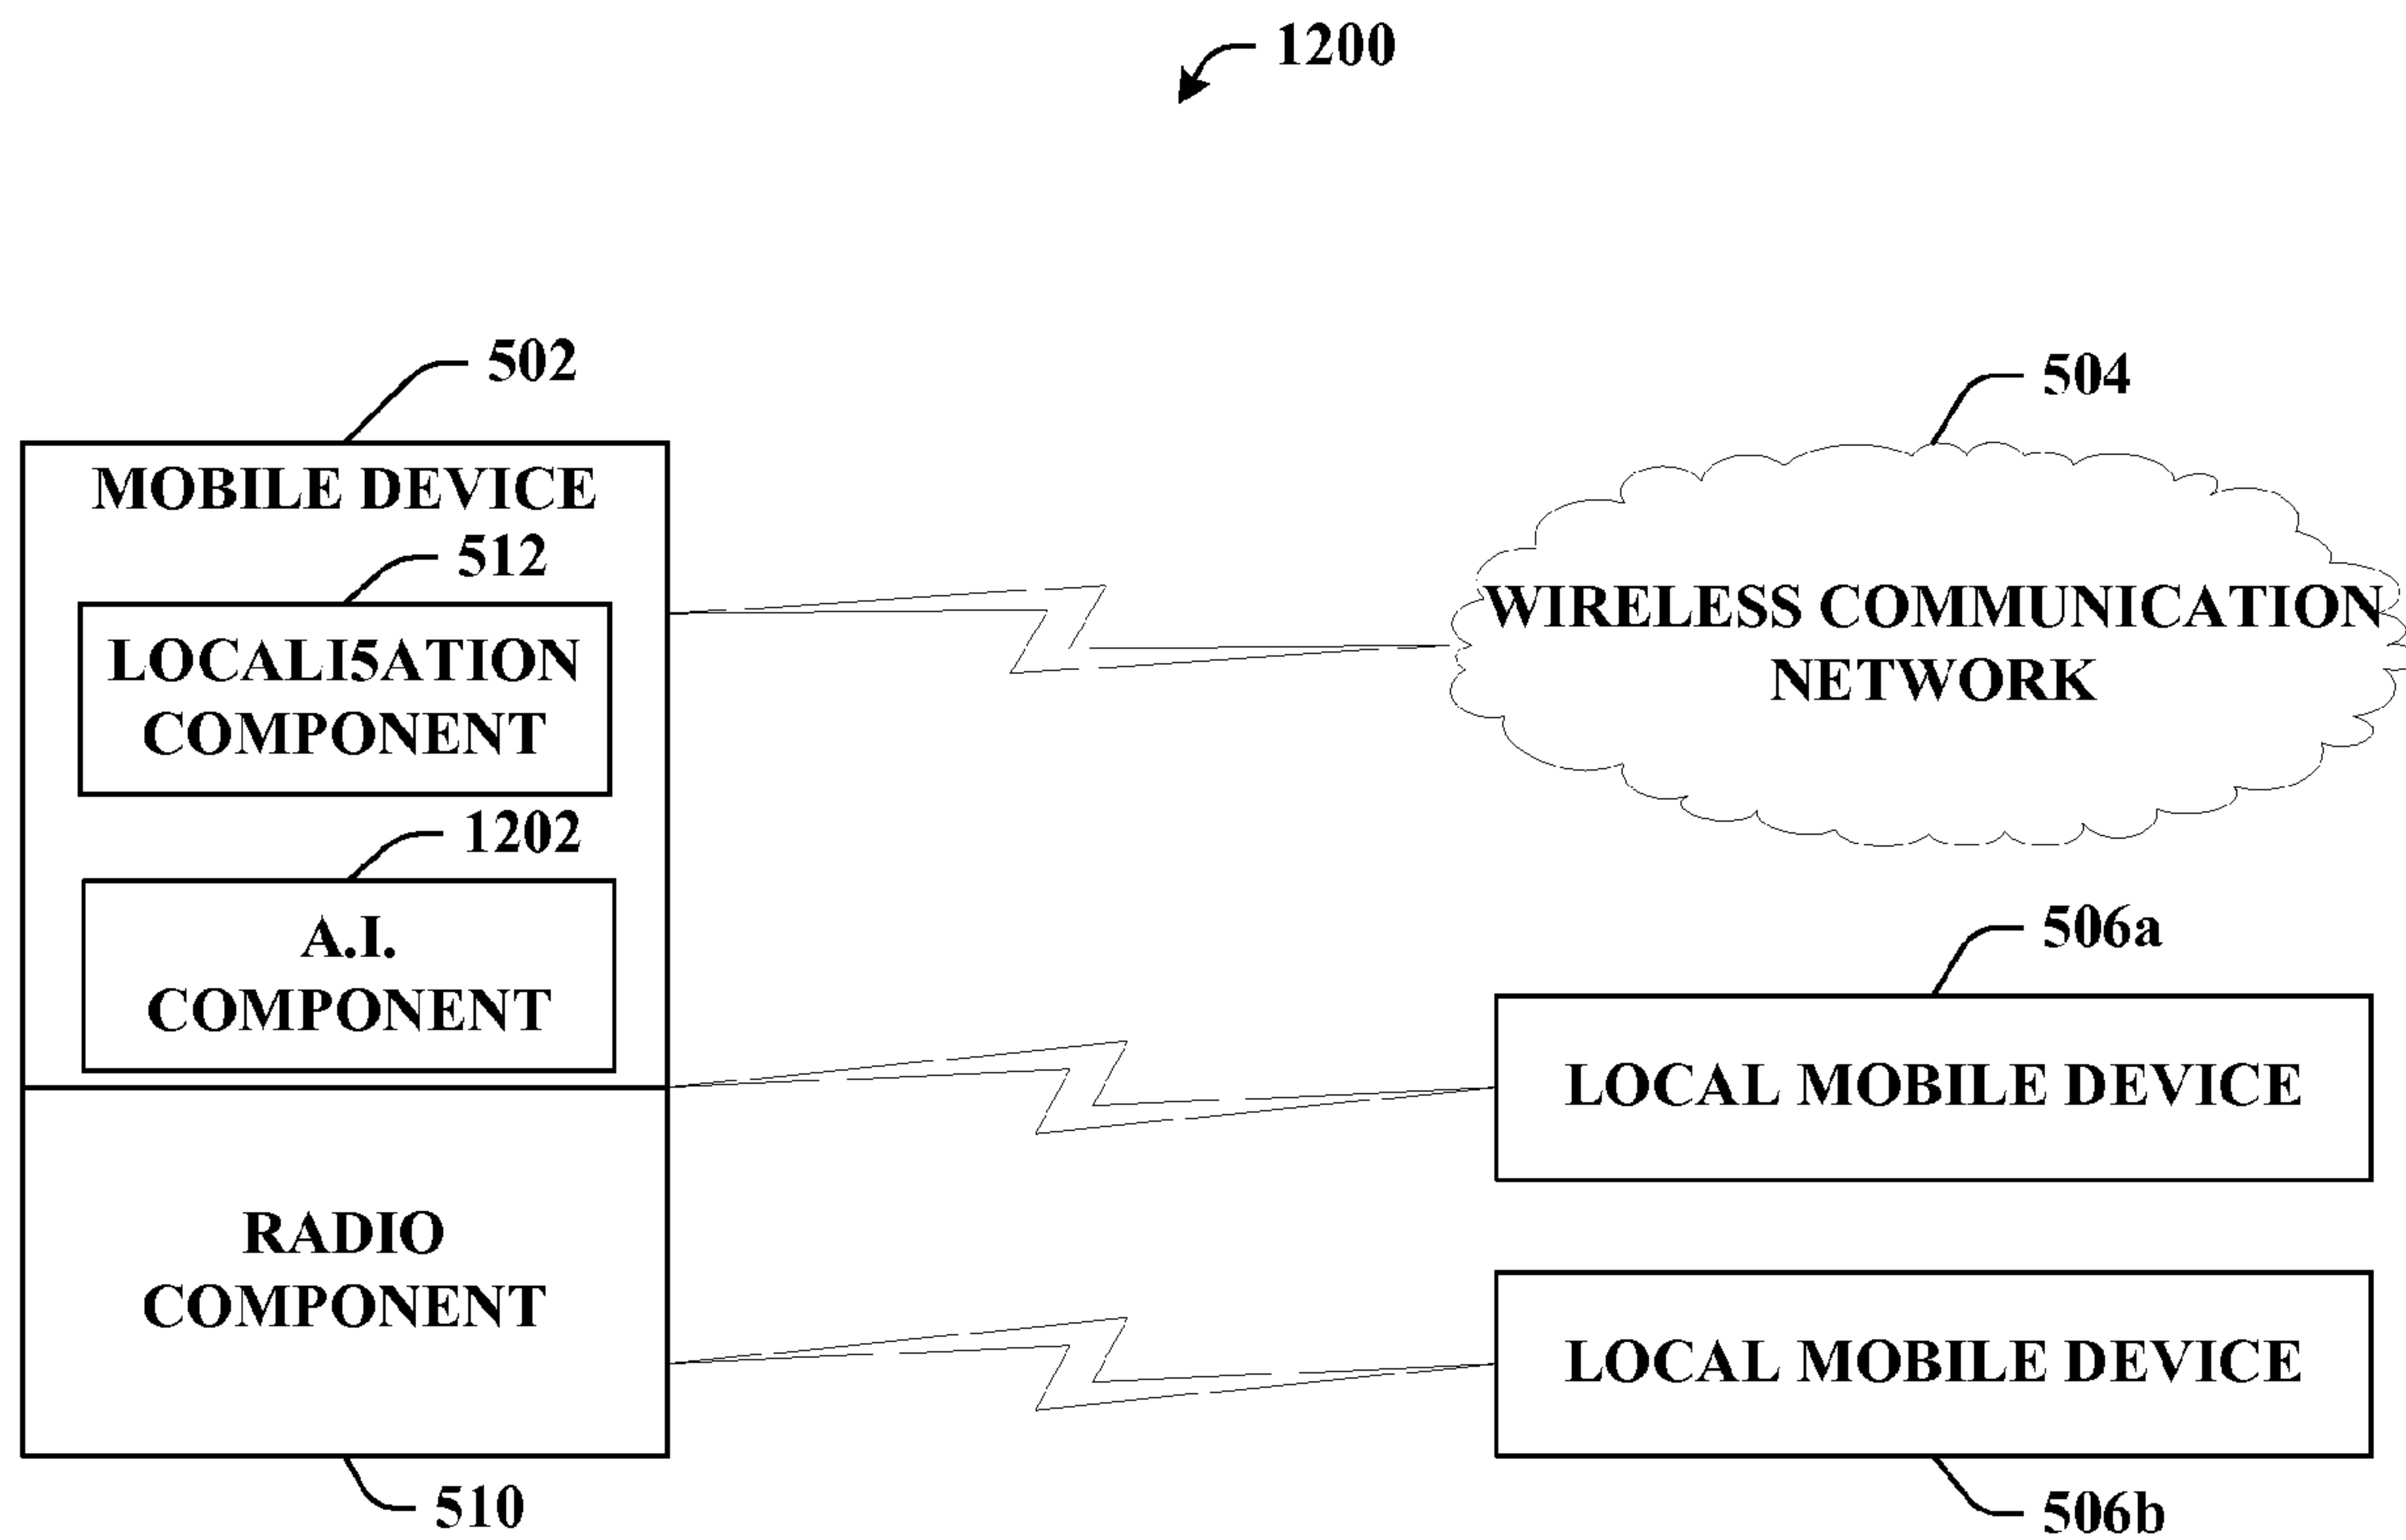 1200
502
504
MOBILE DEVICE
512
LOCALI5ATION
COMPONENT
WIRELESS COMMUNICATION
NETWORK
1202
A.I.
COMPONENT
506a
LOCAL MOBILE DEVICE
RADIO
COMPONENT
LOCAL MOBILE DEVICE
510
506b